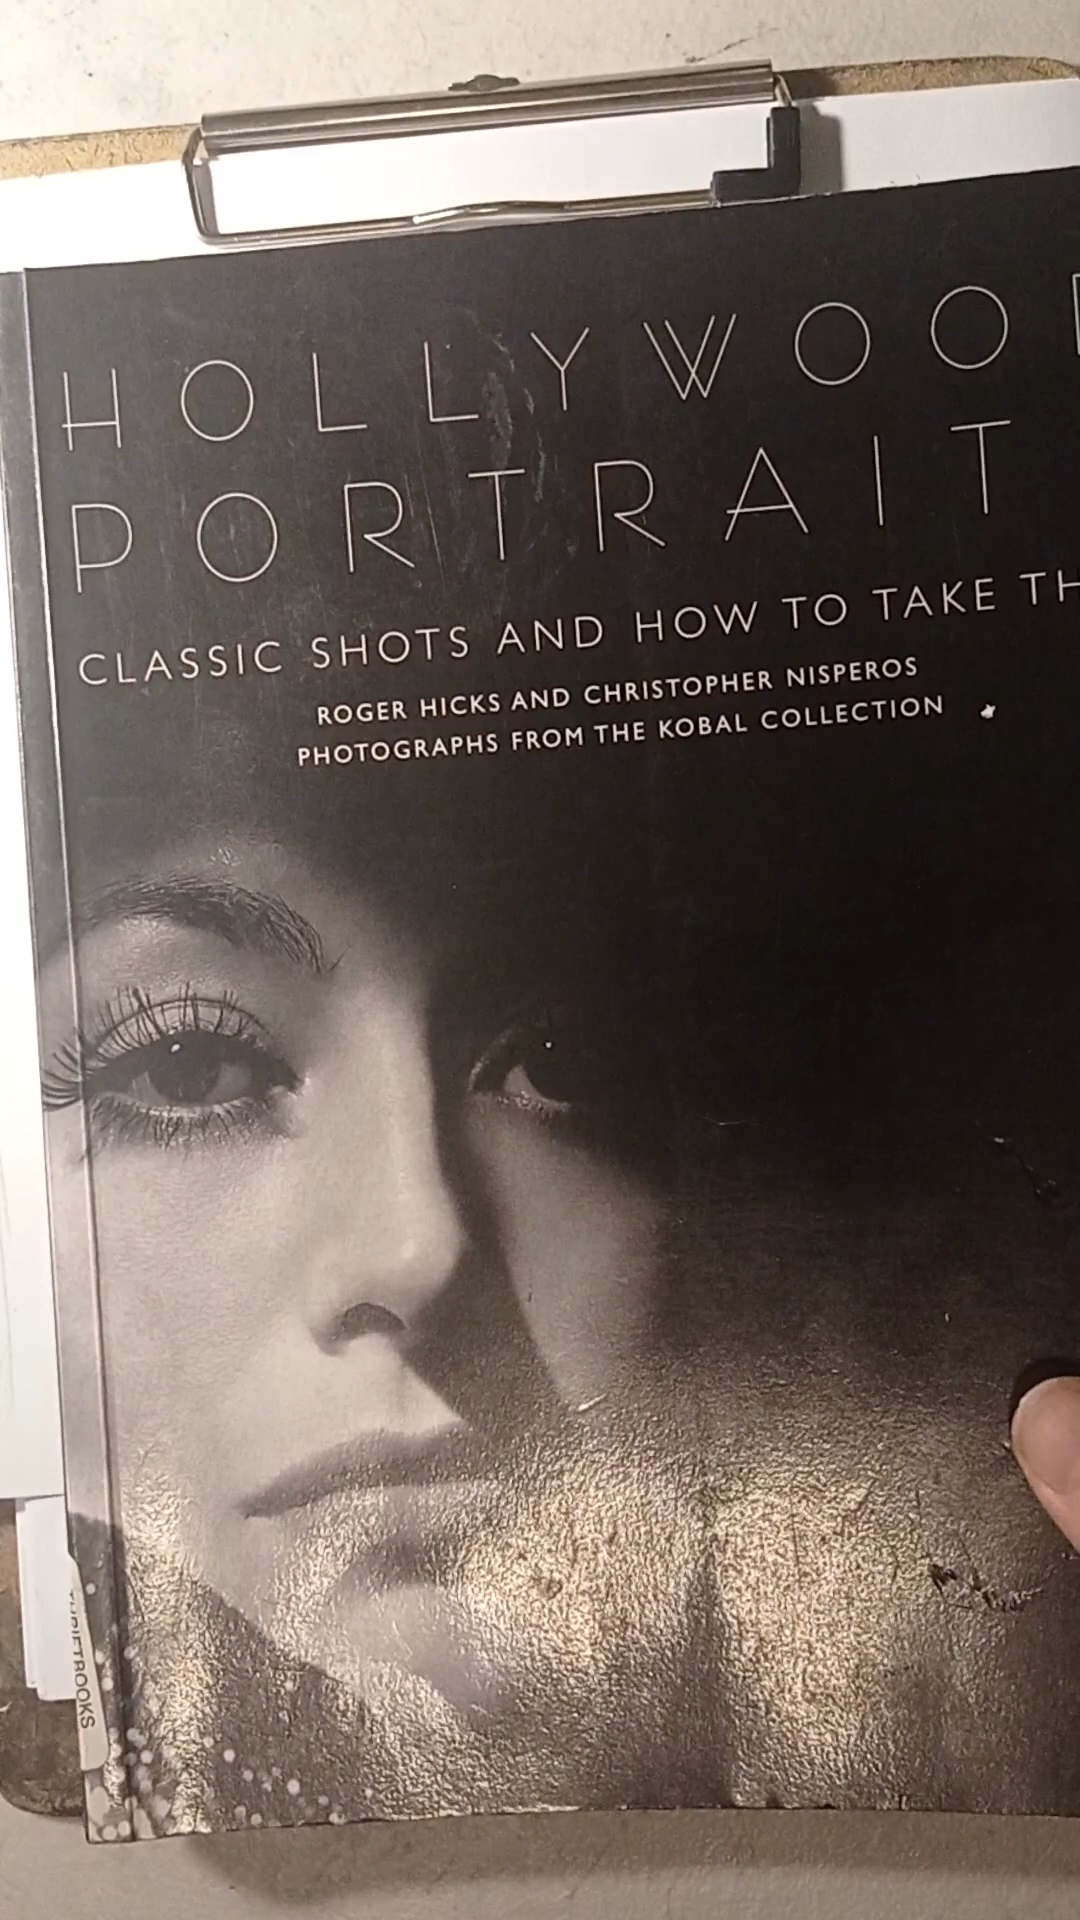 HOLLYWOO
PORTRAIT
CLASSIC SHOTS AND HOW TO TAKE TH
ROGER HICKS AND CHRISTOPHER NISPEROS
PHOTOGRAPHS FROM THE KOBAL COLLECTION
THRIFTBOOKS